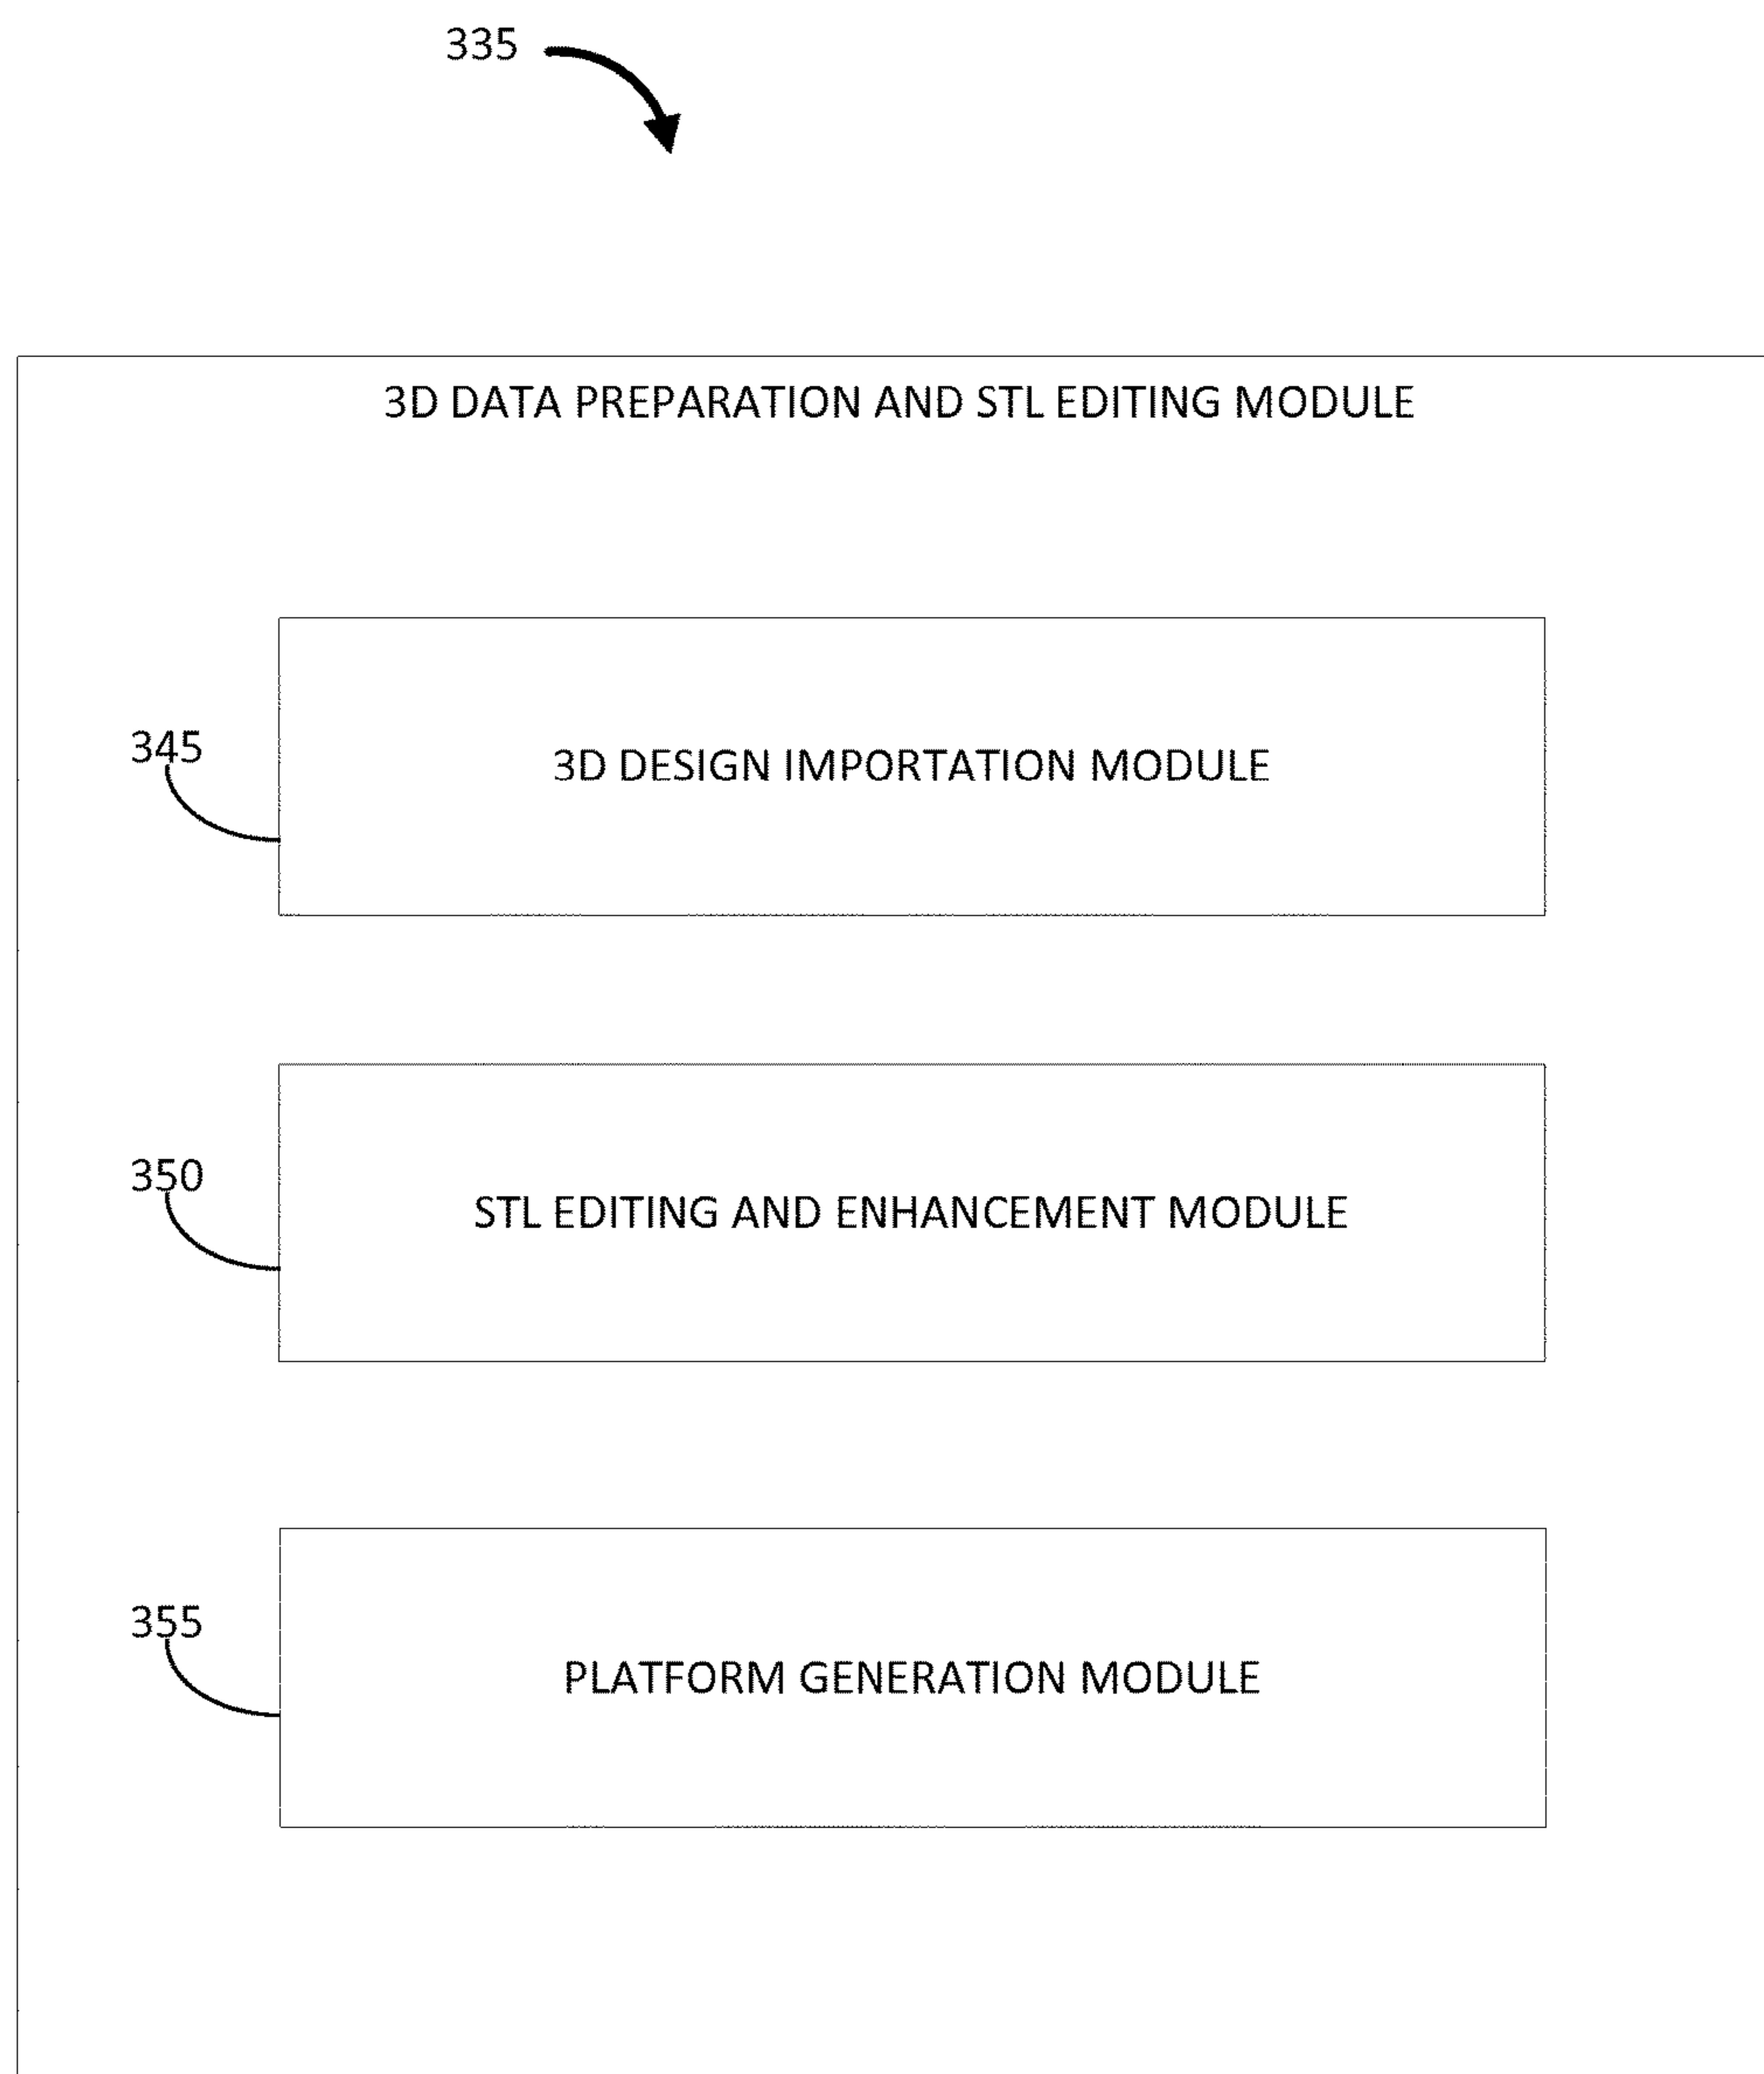 335
3D DATA PREPARATION AND STL EDITING MODULE
345
3D DESIGN IMPORTATION MODULE
350
STL EDITING AND ENHANCEMENT MODULE
355
PLATFORM GENERATION MODULE